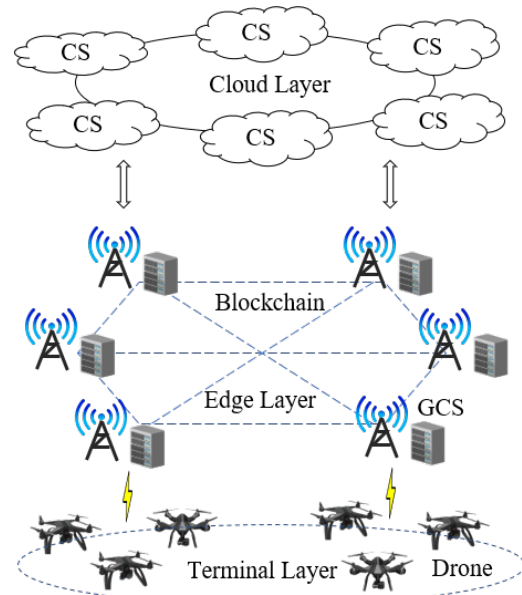 CS
CS
CS
Cloud Layer
CS
CS
CS
Blockchain
Edge Layer
GCS
Terminal Layer
Drone